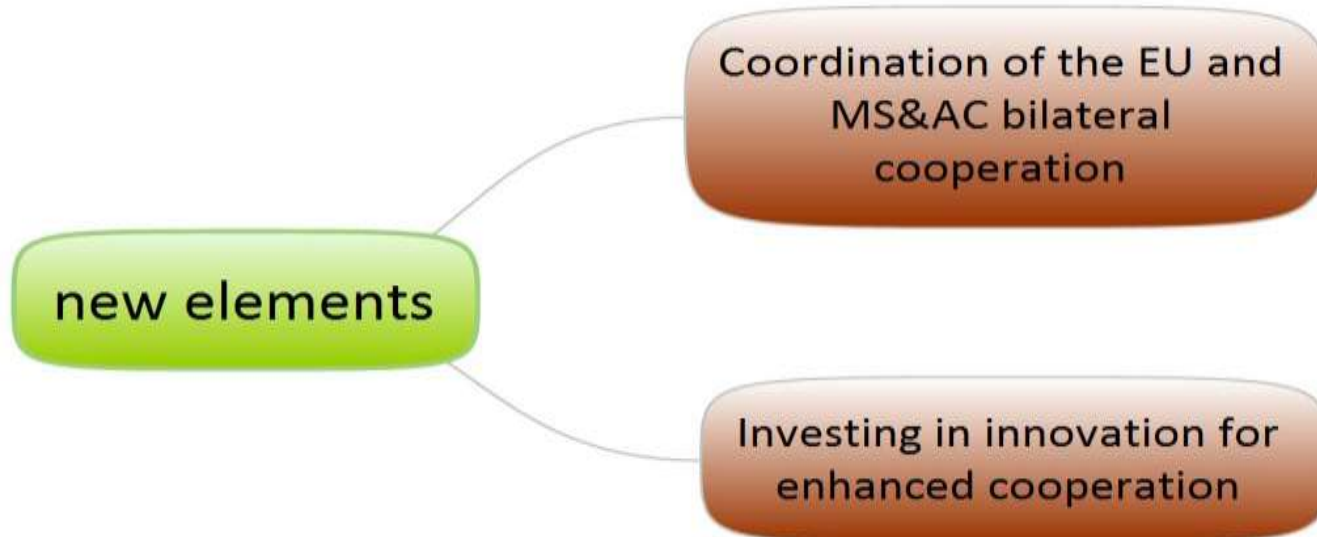 Coordination of the EU and
MS&AC bilateral
cooperation
new elements
Investing in innovation for
enhanced cooperation